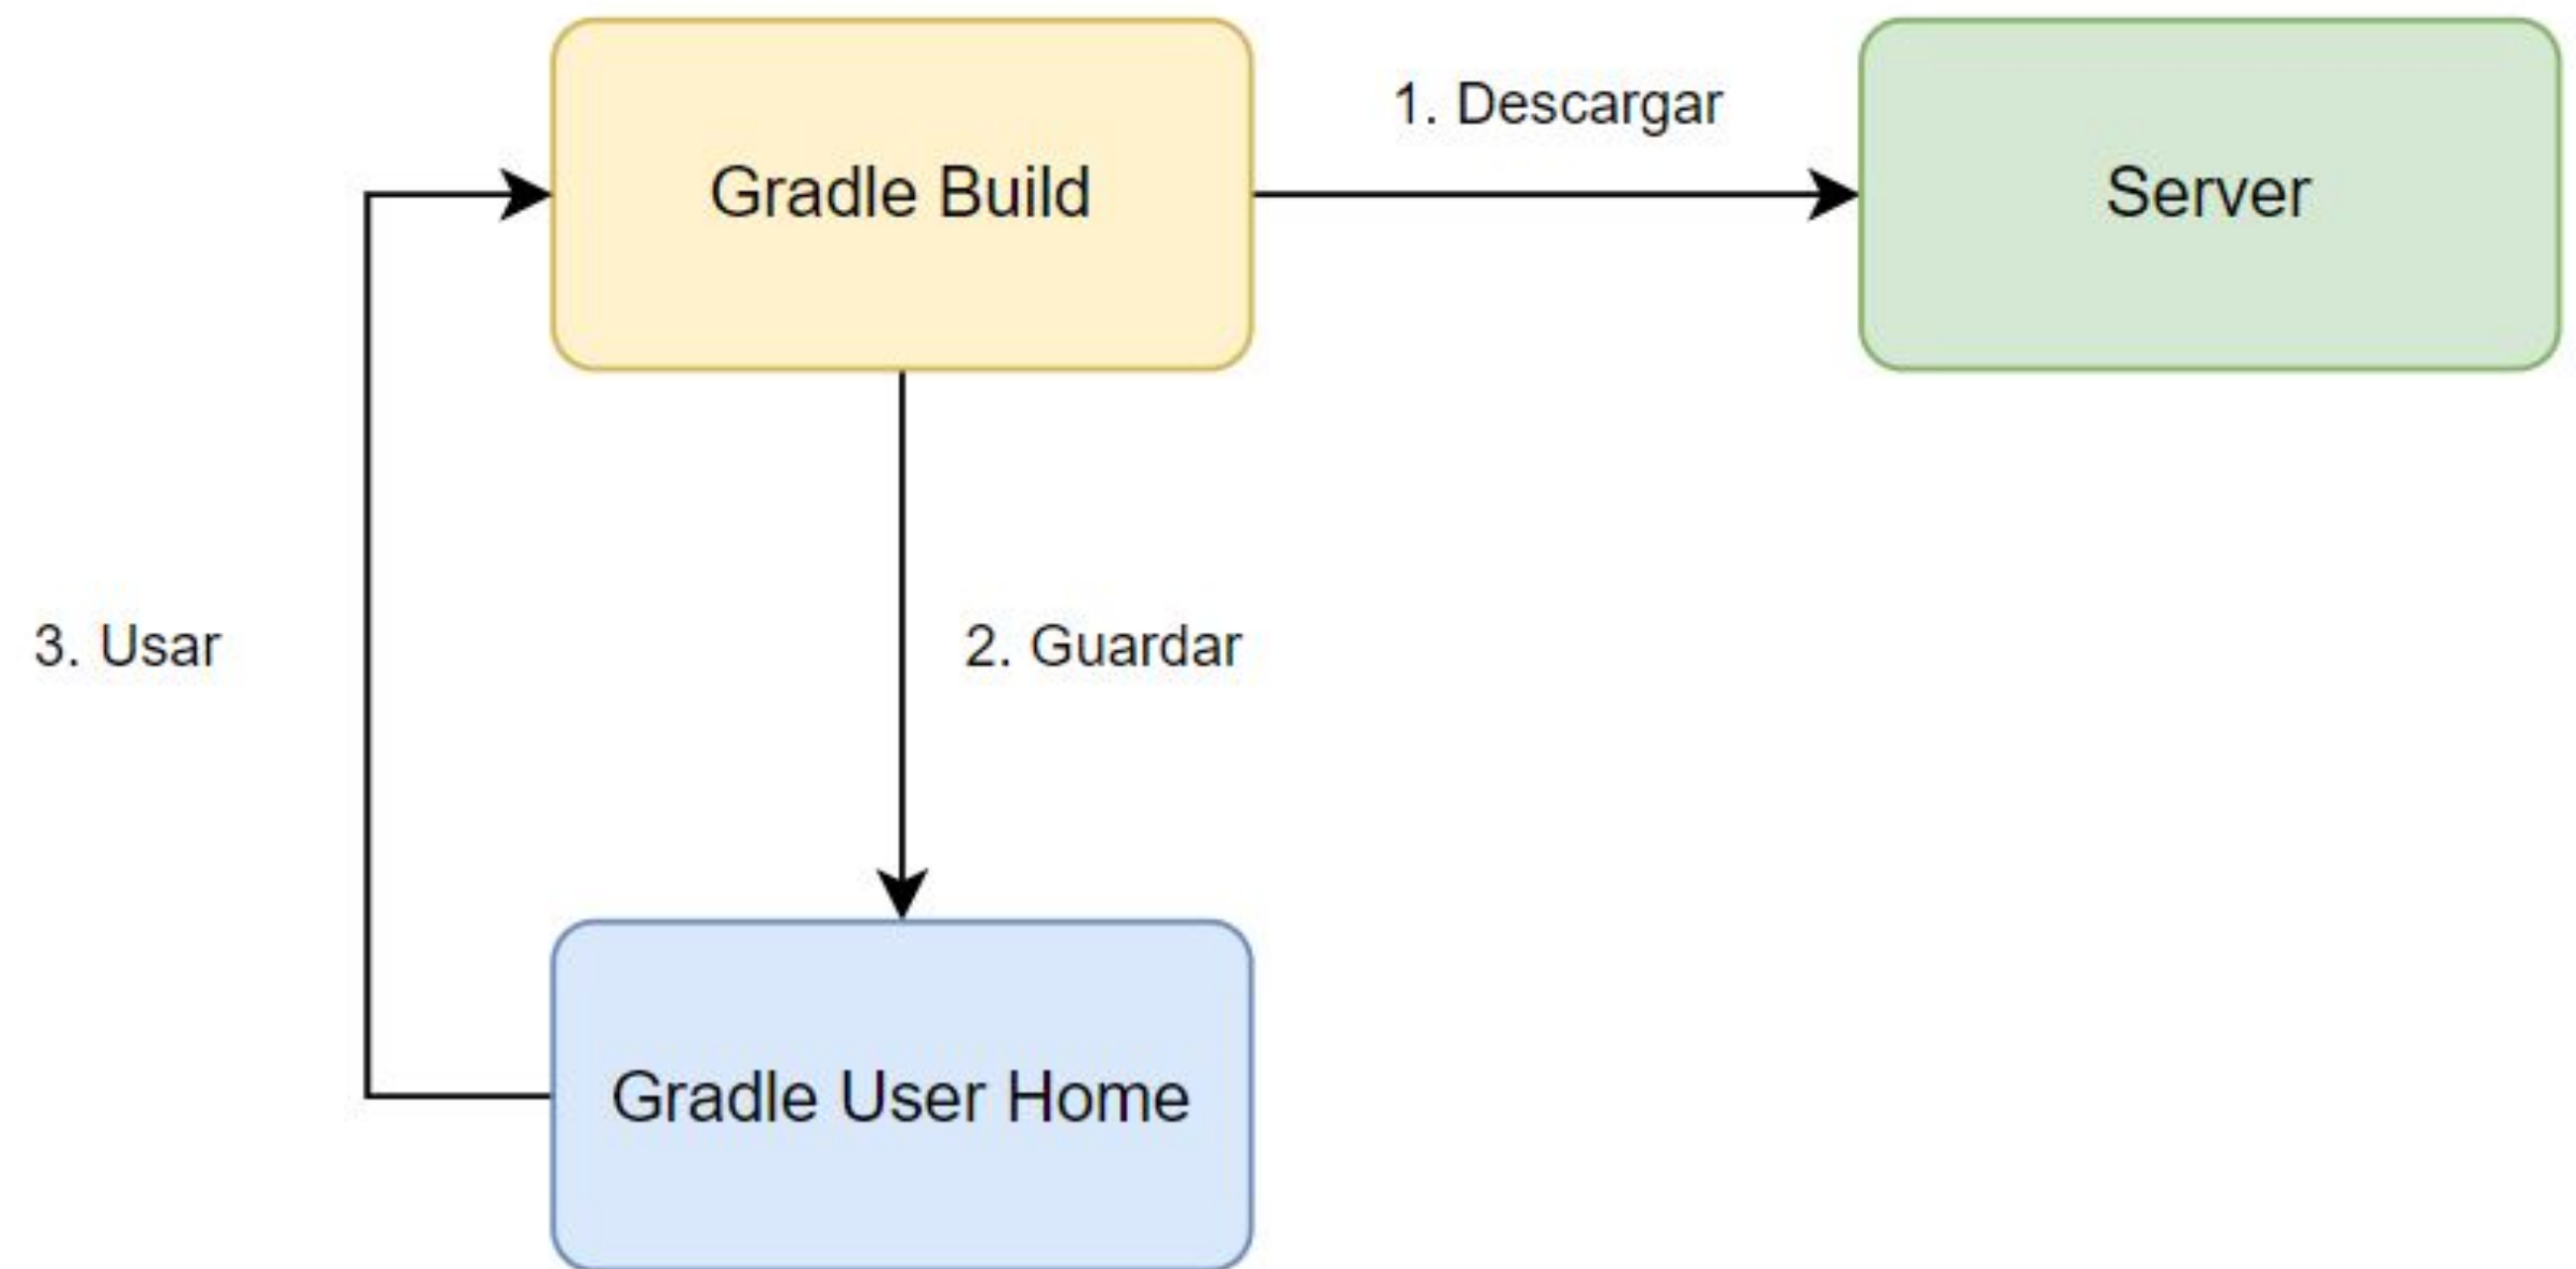 Gradle Build
1. Descargar
Server
3. Usar
2. Guardar
Gradle User Home